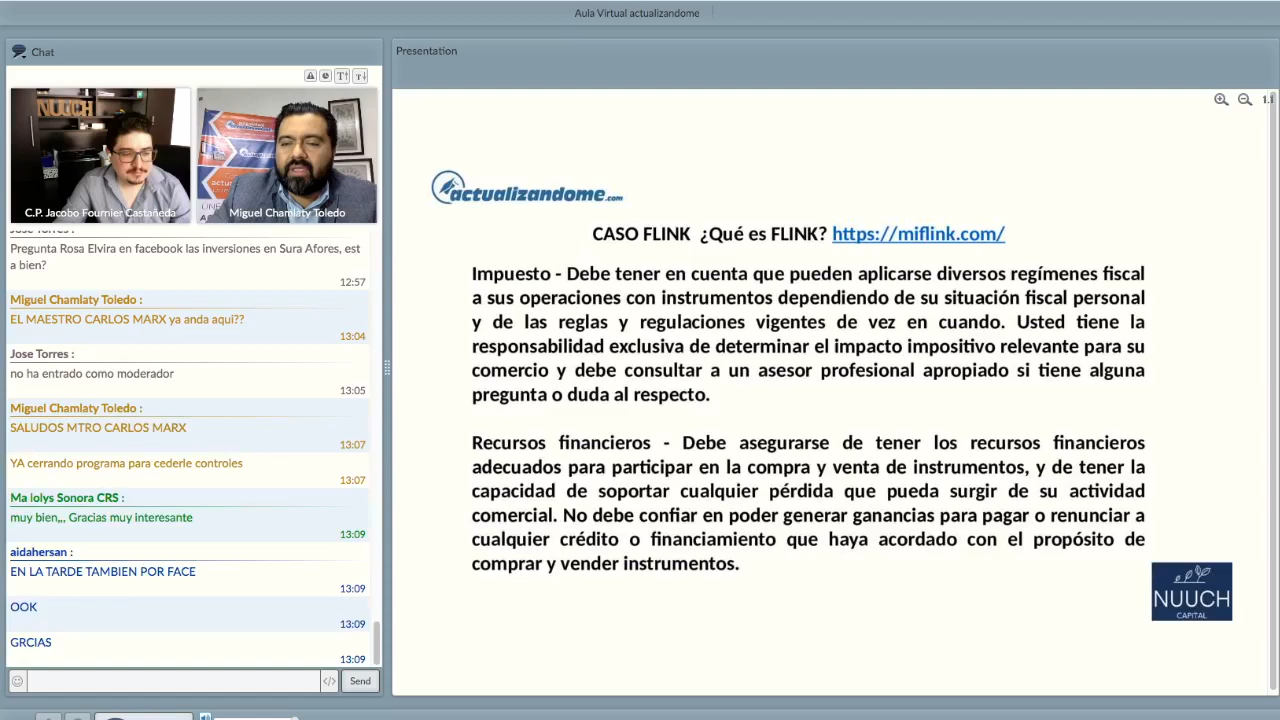 Aula Virtual actualizandome
Chat
T↑
T↓
NUUCH
C.P. Jacobo Fournier Castañeda
Miguel Chamlaty Toledo
Jose Torres :
Pregunta Rosa Elvira en facebook las inversiones en Sura Afores, est
a bien?
12:57
Miguel Chamlaty Toledo :
EL MAESTRO CARLOS MARX ya anda aqui??
13:04
Jose Torres :
no ha entrado como moderador
13:05
Miguel Chamlaty Toledo :
SALUDOS MTRO CARLOS MARX
13:07
YA cerrando programa para cederle controles
13:07
Ma lolys Sonora CRS :
muy bien,,, Gracias muy interesante
13:09
aidahersan :
EN LA TARDE TAMBIEN POR FACE
13:09
OOK
13:09
GRCIAS
13:09
</>
Send
Presentation
actualizandome.com
CASO FLINK ¿Qué es FLINK? https://miflink.com/
Impuesto - Debe tener en cuenta que pueden aplicarse diversos regímenes fiscal
a sus operaciones con instrumentos dependiendo de su situación fiscal personal
y de las reglas y regulaciones vigentes de vez en cuando. Usted tiene la
responsabilidad exclusiva de determinar el impacto impositivo relevante para su
comercio y debe consultar a un asesor profesional apropiado si tiene alguna
pregunta o duda al respecto.
Recursos financieros - Debe asegurarse de tener los recursos financieros
adecuados para participar en la compra y venta de instrumentos, y de tener la
capacidad de soportar cualquier pérdida que pueda surgir de su actividad
comercial. No debe confiar en poder generar ganancias para pagar o renunciar a
cualquier crédito o financiamiento que haya acordado con el propósito de
comprar y vender instrumentos.
NUUCH
CAPITAL